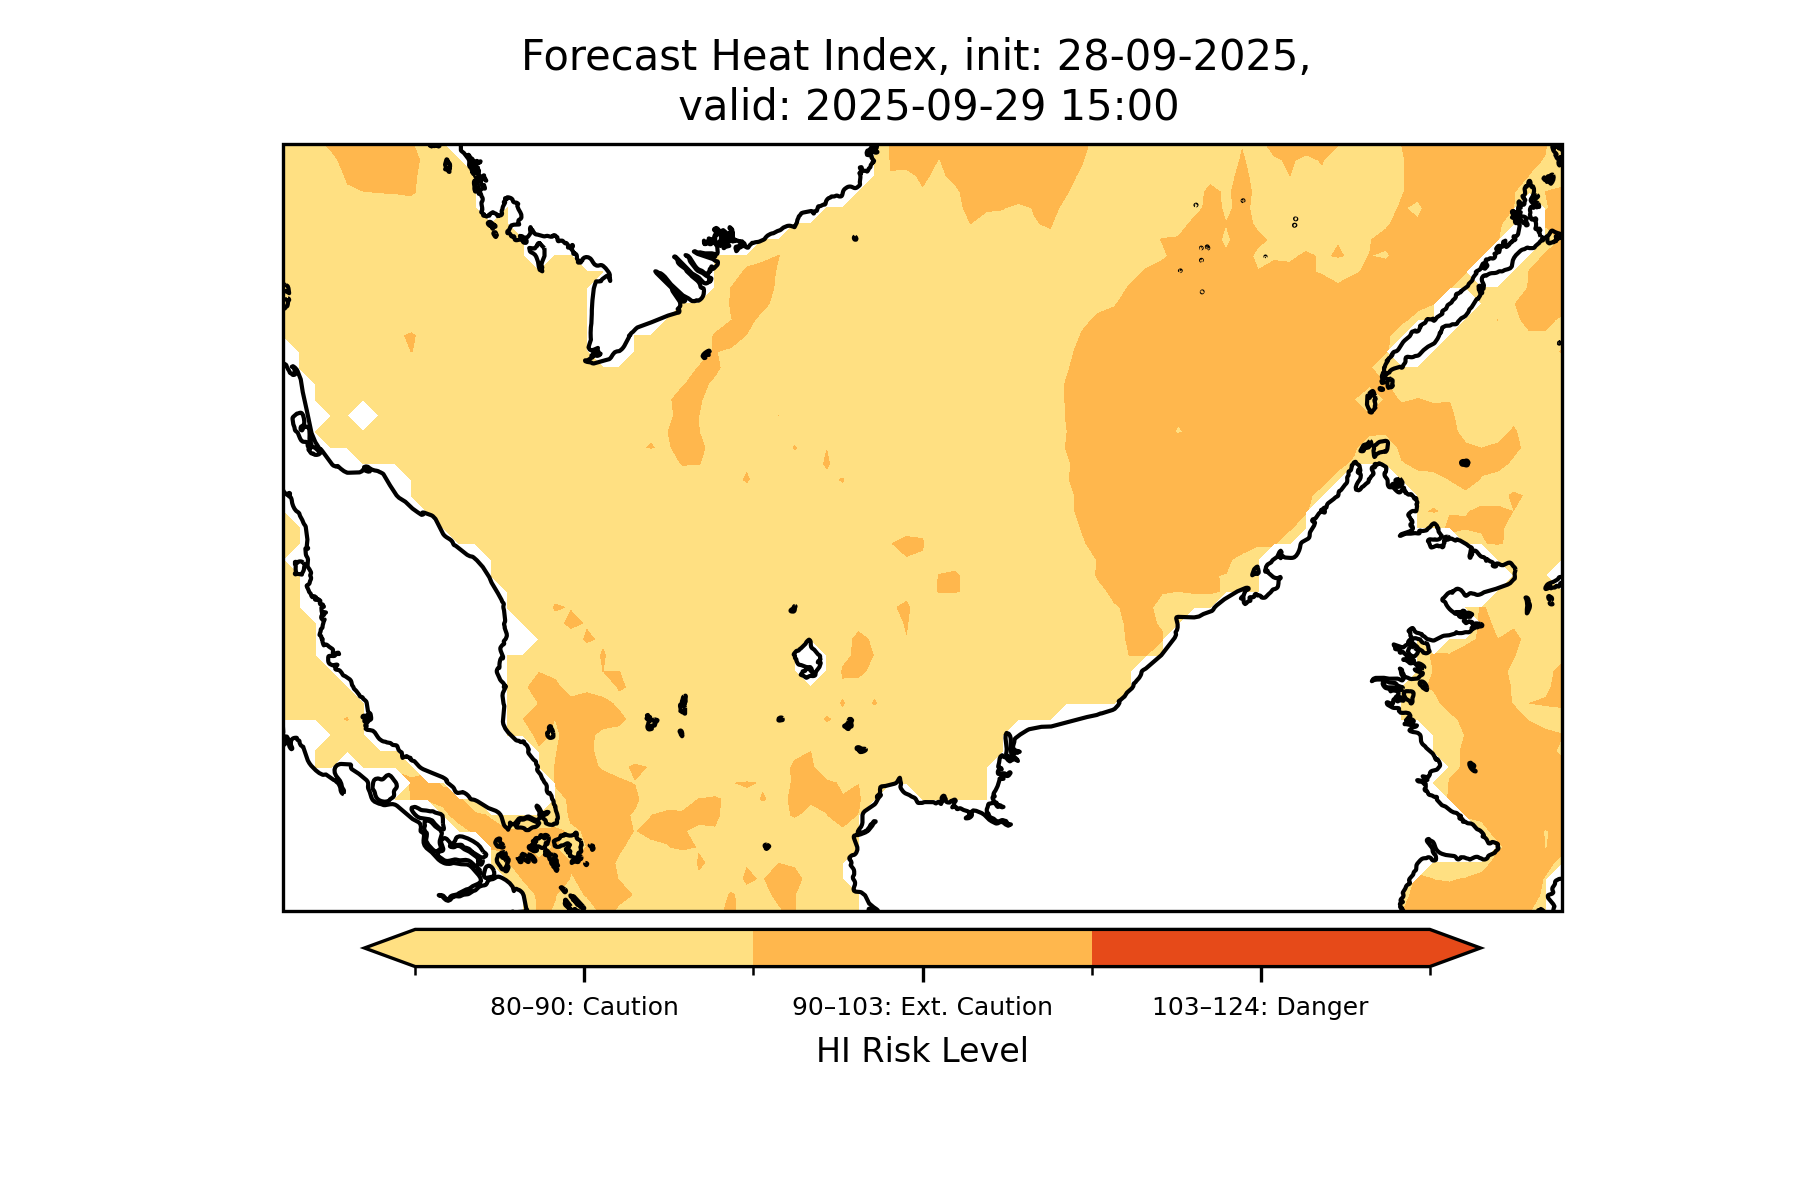 Forecast Heat Index, init: 28-09-2025,
valid: 2025-09-29 15:00
80–90: Caution
90–103: Ext. Caution
103–124: Danger
HI Risk Level